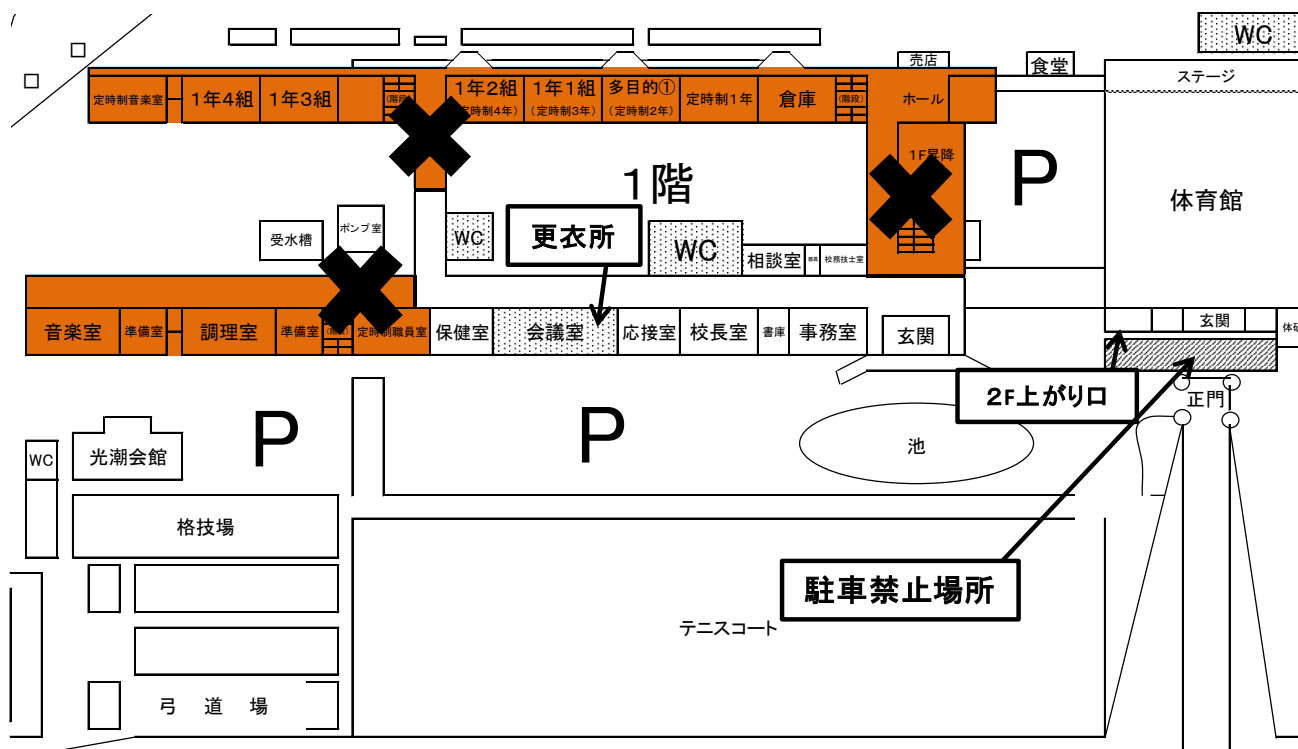 WC
売店
食堂
ステージ
定時制音楽室
1年4組
1年3組
(階段)
1年2組
(定時制4年)
1年1組
(定時制3年)
多目的①
(定時制2年)
定時制1年
倉庫
(階段)
ホール
1F昇降
P
1階
体育館
受水槽
ポンプ室
WC
更衣所
WC
相談室
校務技士室
音楽室
準備室
調理室
準備室
定時制職員室
保健室
会議室
応接室
校長室
書庫
事務室
玄関
玄関
体研
2F上がり口
正門
P
P
池
WC
光潮会館
格技場
駐車禁止場所
テニスコート
弓道場